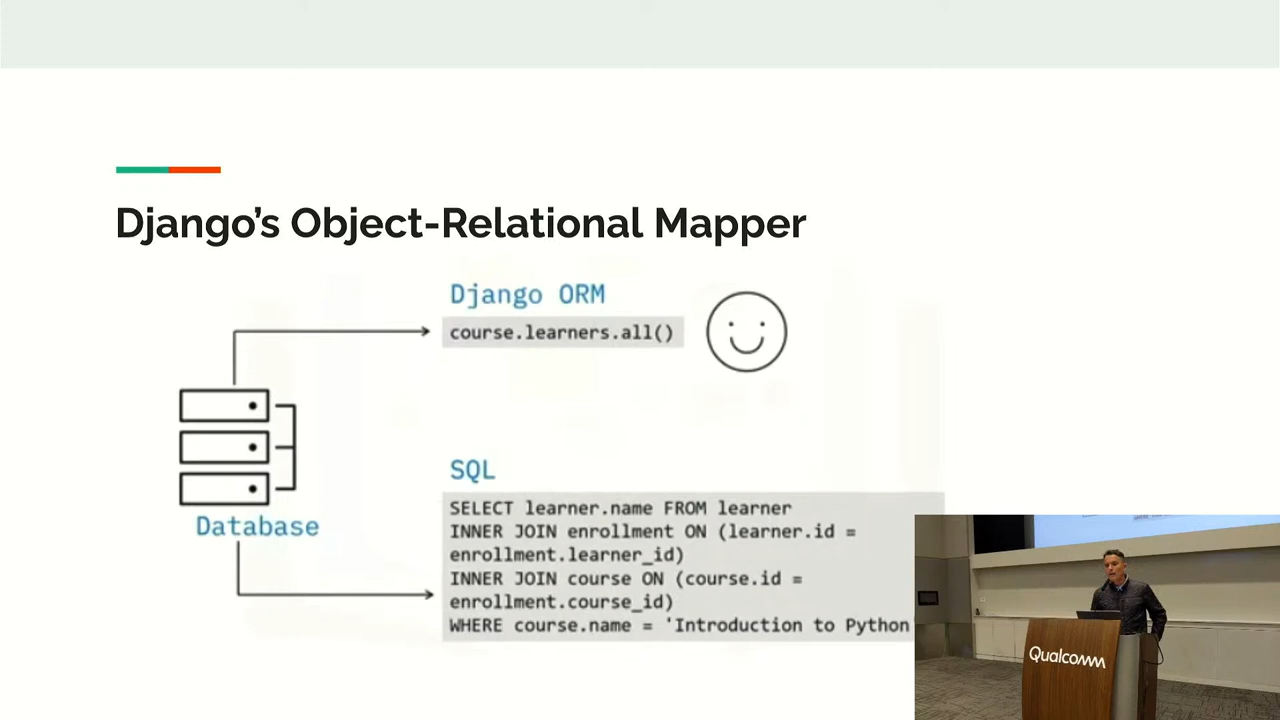 Django's Object-Relational Mapper
Django ORM
course.learners.all()
Database
SQL
SELECT learner.name FROM learner
INNER JOIN enrollment ON (learner.id =
enrollment.learner_id)
INNER JOIN course ON (course.id =
enrollment.course_id)
WHERE course.name = 'Introduction to Python
Qualcomm